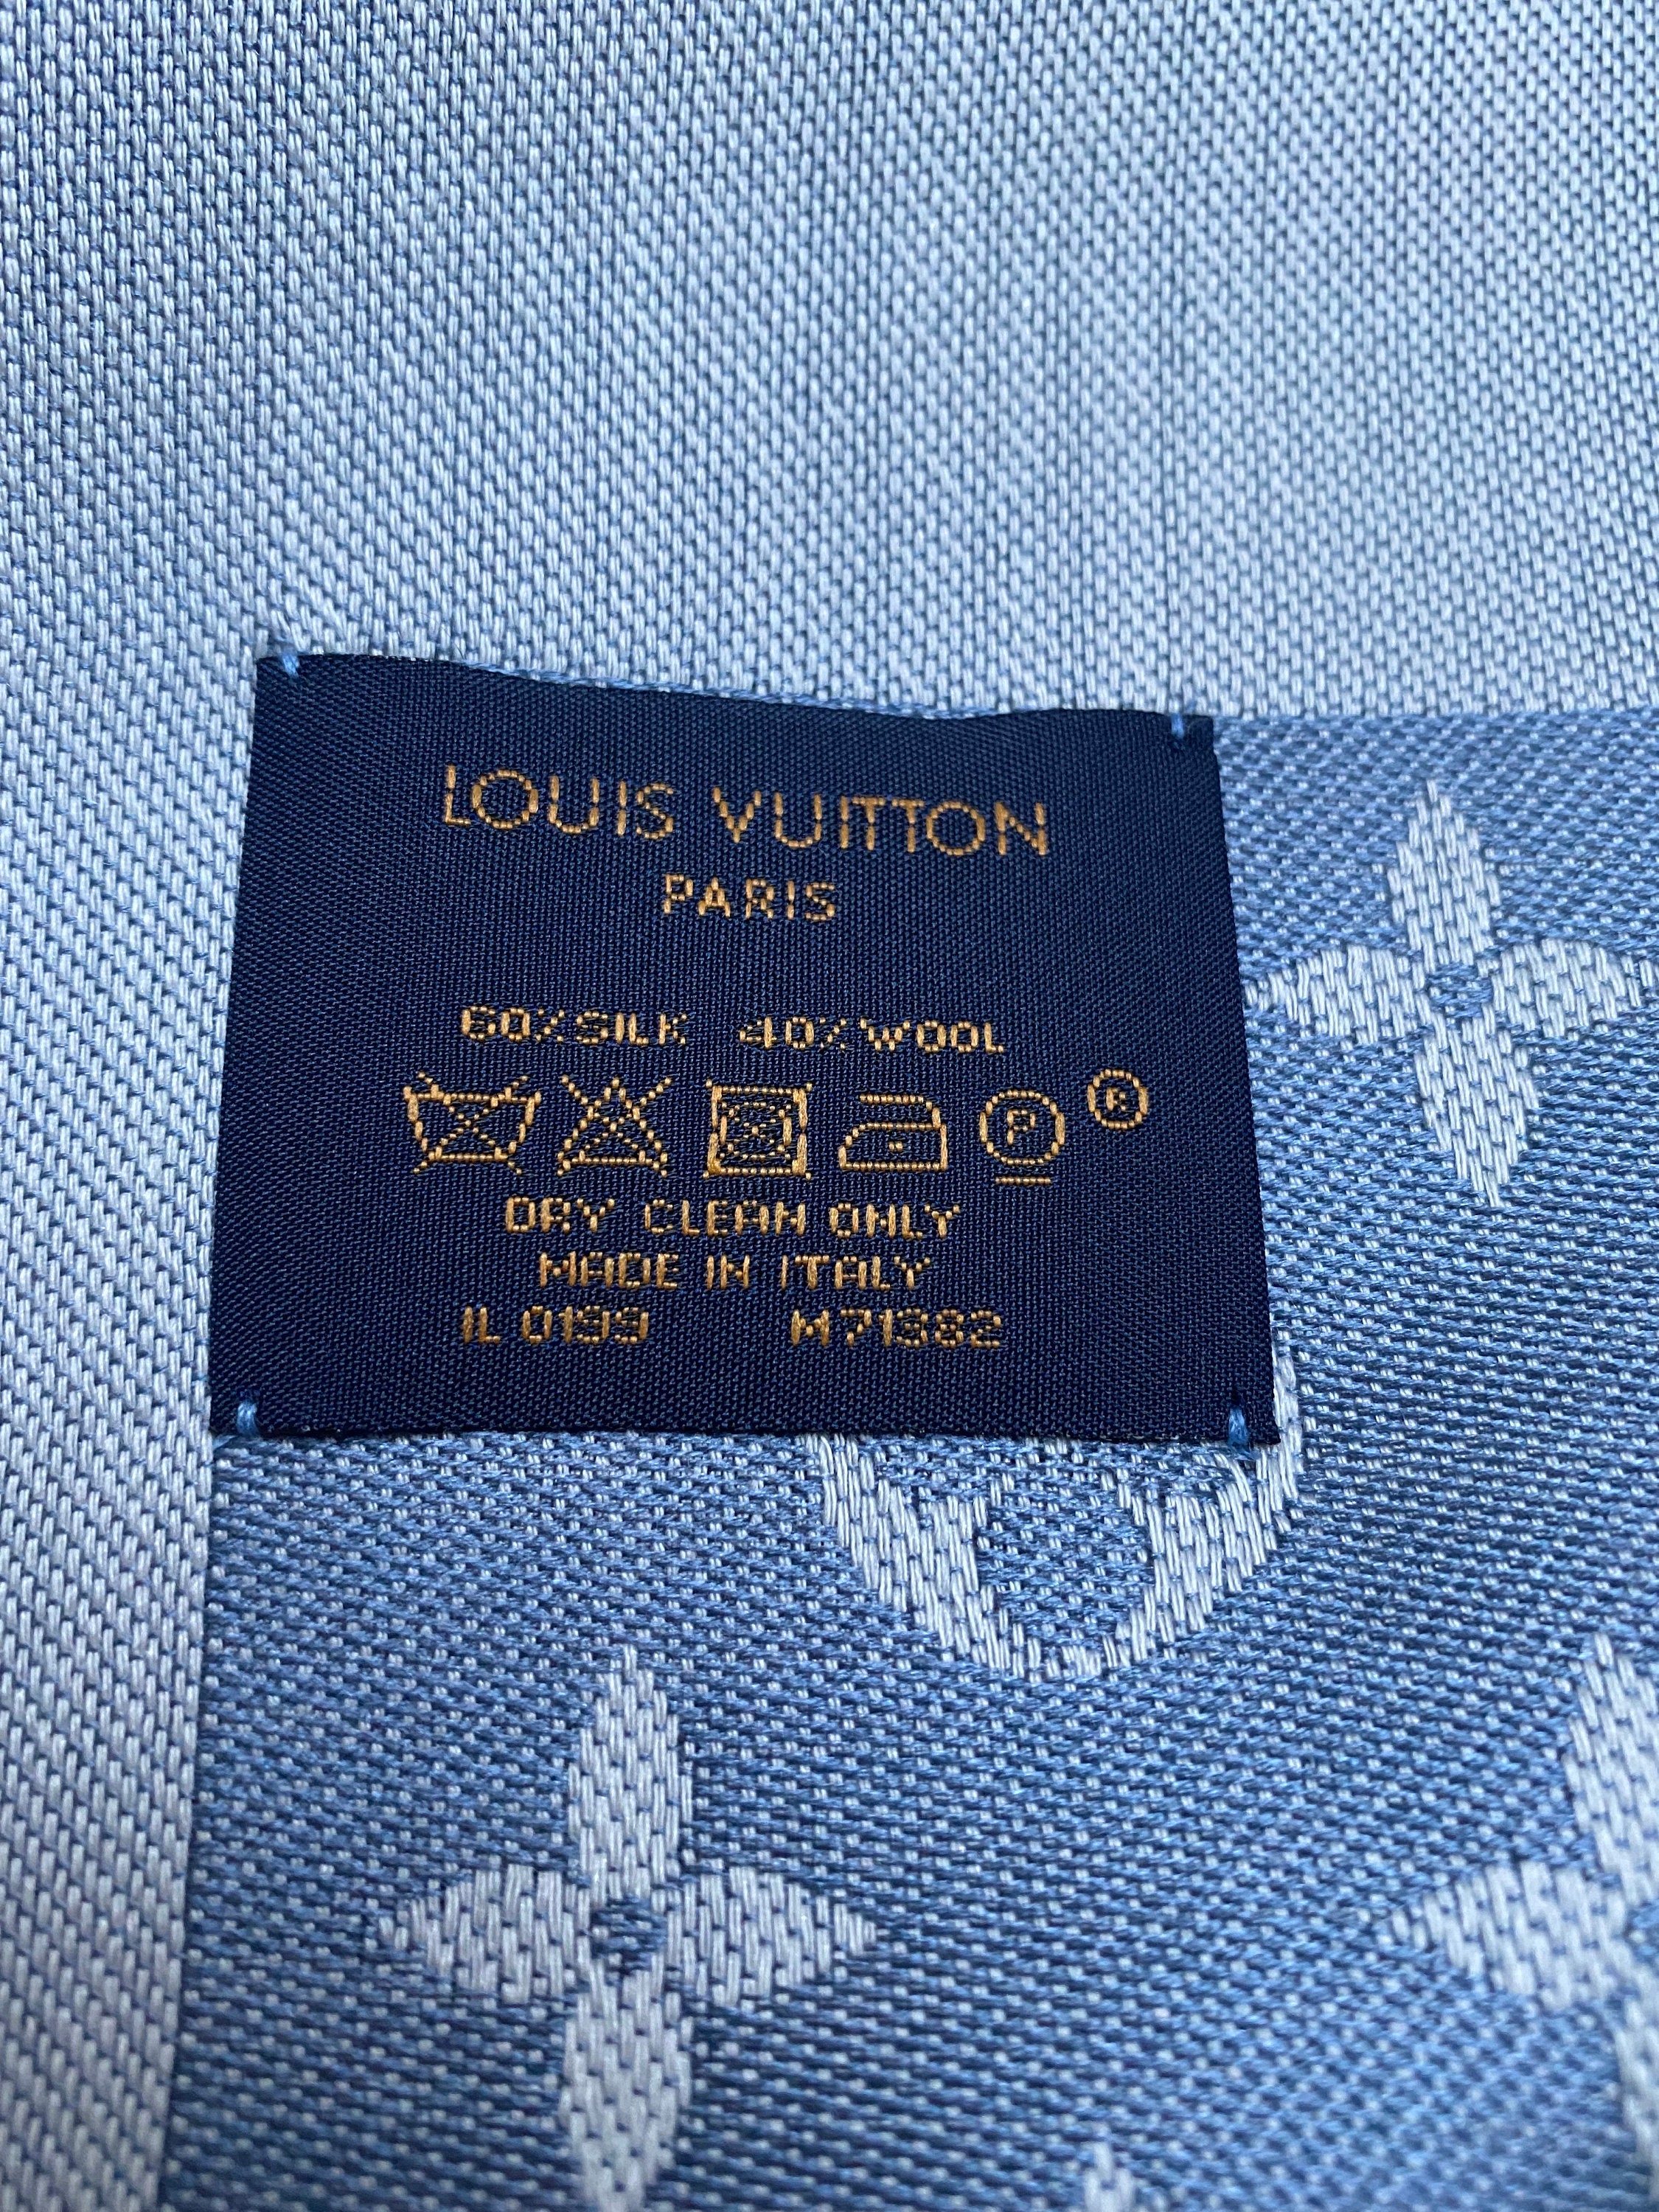 LOUIS VUITTON
PARIS
60% SILK 40% WOOL
P ®
DRY CLEAN ONLY
MADE IN ITALY
IL 0199 M71382